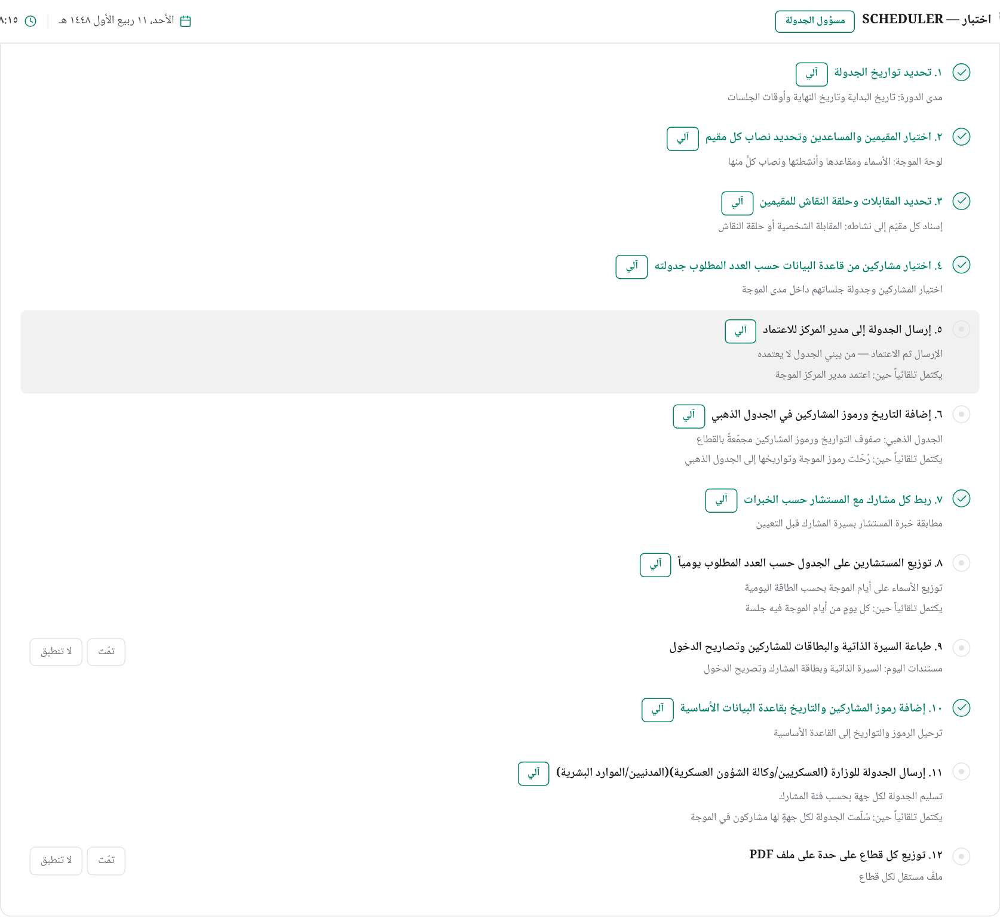 اختبار — SCHEDULER
مسؤول الجدولة
الأحد، ١١ ربيع الأول ١٤٤٨ هـ
٨:١٥
١. تحديد تواريخ الجدولة
آلي
مدى الدورة: تاريخ البداية وتاريخ النهاية وأوقات الجلسات
٢. اختيار المقيمين والمساعدين وتحديد نصاب كل مقيم
آلي
لوحة الموجة: الأسماء ومقاعدها وأنشطتها ونصاب كلٍّ منها
٣. تحديد المقابلات وحلقة النقاش للمقيمين
آلي
إسناد كل مقيّم إلى نشاطه: المقابلة الشخصية أو حلقة النقاش
٤. اختيار مشاركين من قاعدة البيانات حسب العدد المطلوب جدولته
آلي
اختيار المشاركين وجدولة جلساتهم داخل مدى الموجة
٥. إرسال الجدولة إلى مدير المركز للاعتماد
آلي
الإرسال ثم الاعتماد — من يبني الجدول لا يعتمده
يكتمل تلقائياً حين: اعتمد مدير المركز الموجة
٦. إضافة التاريخ ورموز المشاركين في الجدول الذهبي
آلي
الجدول الذهبي: صفوف التواريخ ورموز المشاركين مجمّعةً بالقطاع
يكتمل تلقائياً حين: رُحّلت رموز الموجة وتواريخها إلى الجدول الذهبي
٧. ربط كل مشارك مع المستشار حسب الخبرات
آلي
مطابقة خبرة المستشار بسيرة المشارك قبل التعيين
٨. توزيع المستشارين على الجدول حسب العدد المطلوب يومياً
آلي
توزيع الأسماء على أيام الموجة بحسب الطاقة اليومية
يكتمل تلقائياً حين: كل يومٍ من أيام الموجة فيه جلسة
٩. طباعة السيرة الذاتية والبطاقات للمشاركين وتصاريح الدخول
تمّت
لا تنطبق
مستندات اليوم: السيرة الذاتية وبطاقة المشارك وتصريح الدخول
١٠. إضافة رموز المشاركين والتاريخ بقاعدة البيانات الأساسية
آلي
ترحيل الرموز والتواريخ إلى القاعدة الأساسية
١١. إرسال الجدولة للوزارة (العسكريين/وكالة الشؤون العسكرية)(المدنيين/الموارد البشرية)
آلي
تسليم الجدولة لكل جهة بحسب فئة المشارك
يكتمل تلقائياً حين: سُلّمت الجدولة لكل جهةٍ لها مشاركون في الموجة
١٢. توزيع كل قطاع على حدة على ملف PDF
تمّت
لا تنطبق
ملفّ مستقل لكل قطاع